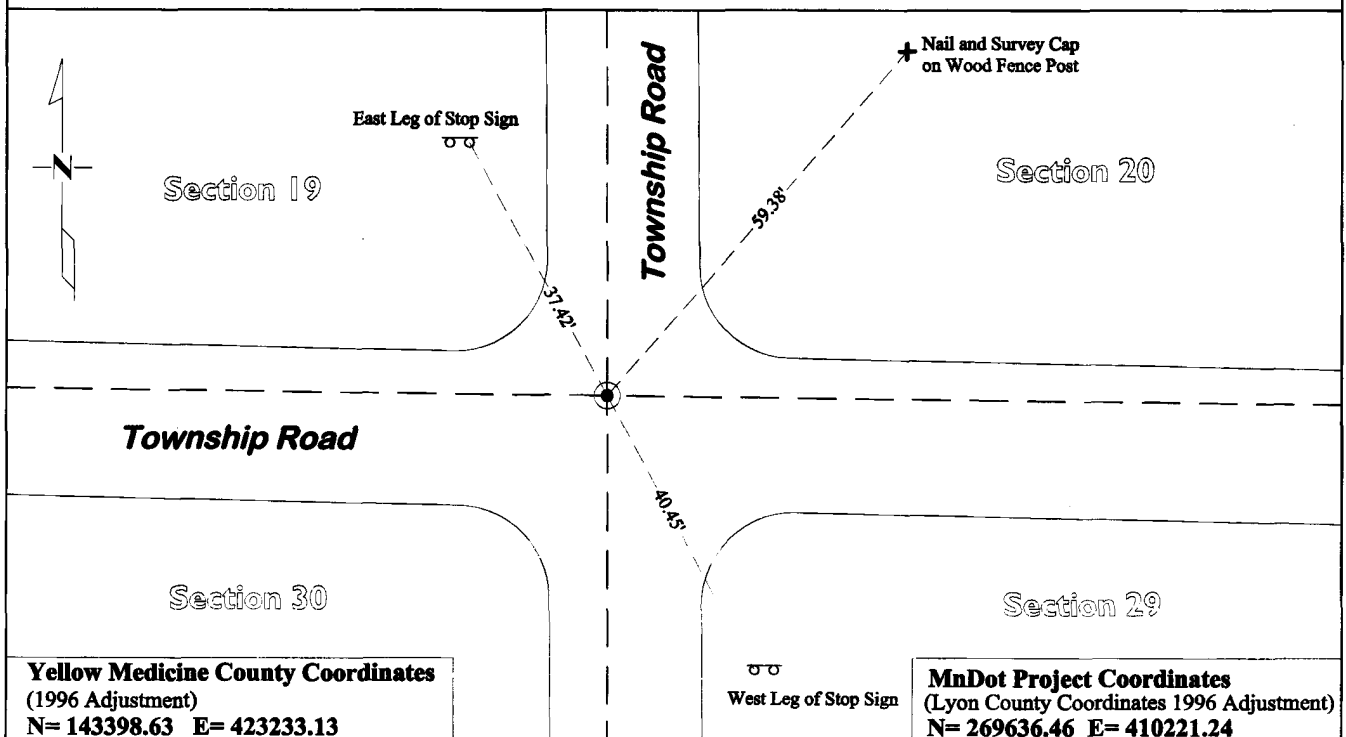 Nail and Survey Cap
on Wood Fence Post
East Leg of Stop Sign
Township Road
N
Section 19
Section 20
59.38'
37.42'
Township Road
40.45'
Section 30
Section 29
Yellow Medicine County Coordinates
(1996 Adjustment)
N= 143398.63 E= 423233.13
West Leg of Stop Sign
MnDot Project Coordinates
(Lyon County Coordinates 1996 Adjustment)
N= 269636.46 E= 410221.24